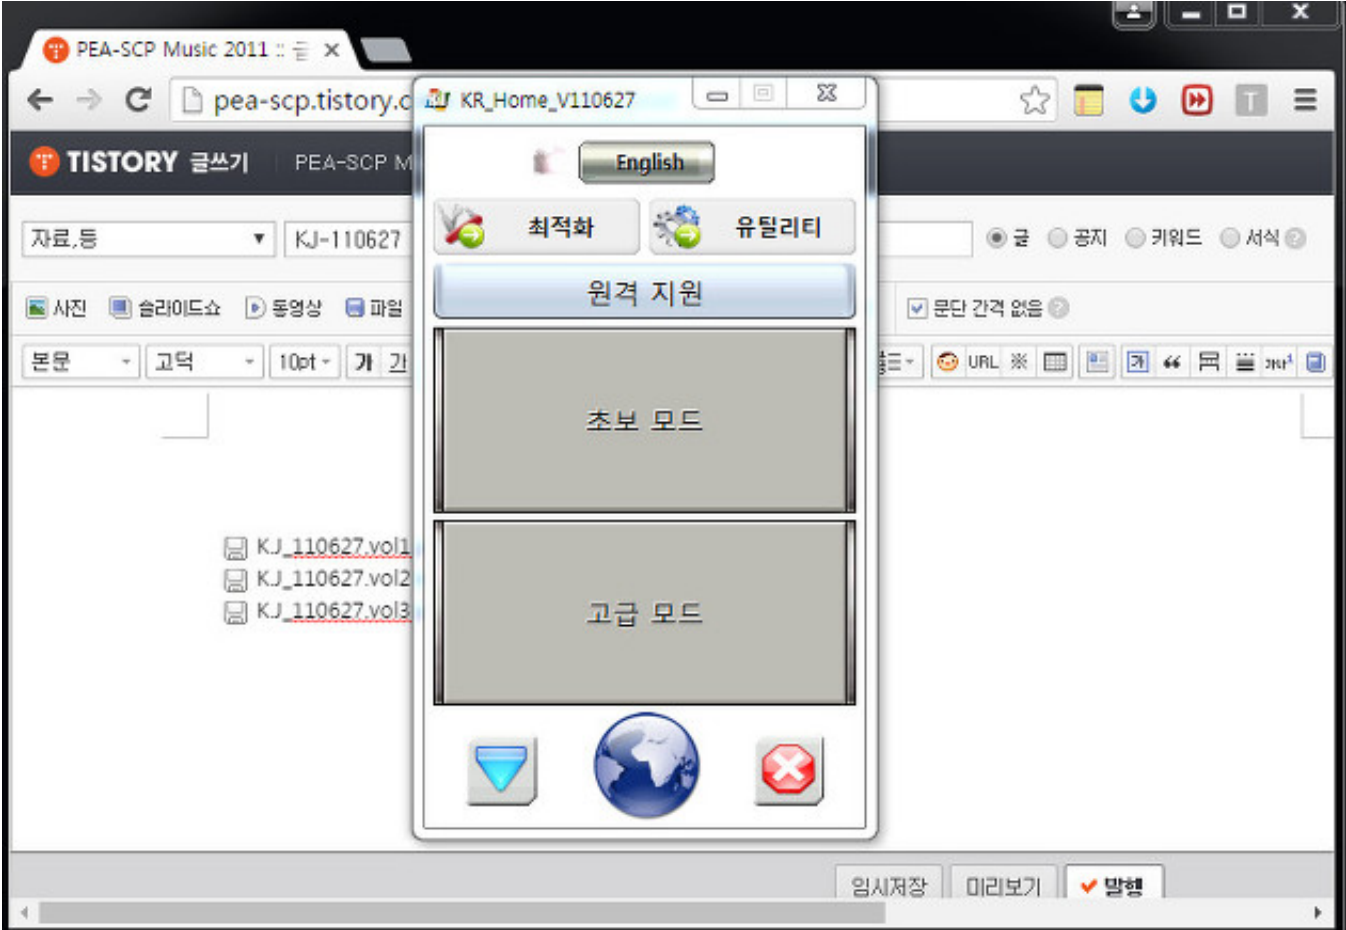 PEA-SCP Music 2011 :: 글
pea-scp.tistory.c
KR_Home_V110627
T
TISTORY 글쓰기
PEA-SCP M
English
최적화
유틸리티
자료,등
KJ-110627
글
공지
키워드
서식
원격 지원
사진
슬라이드쇼
동영상
파일
문단 간격 없음
본문
고딕
10pt
가
가
URL
※
가
초보 모드
KJ_110627.vol1
KJ_110627.vol2
KJ_110627.vol3
고급 모드
임시저장
미리보기
발행